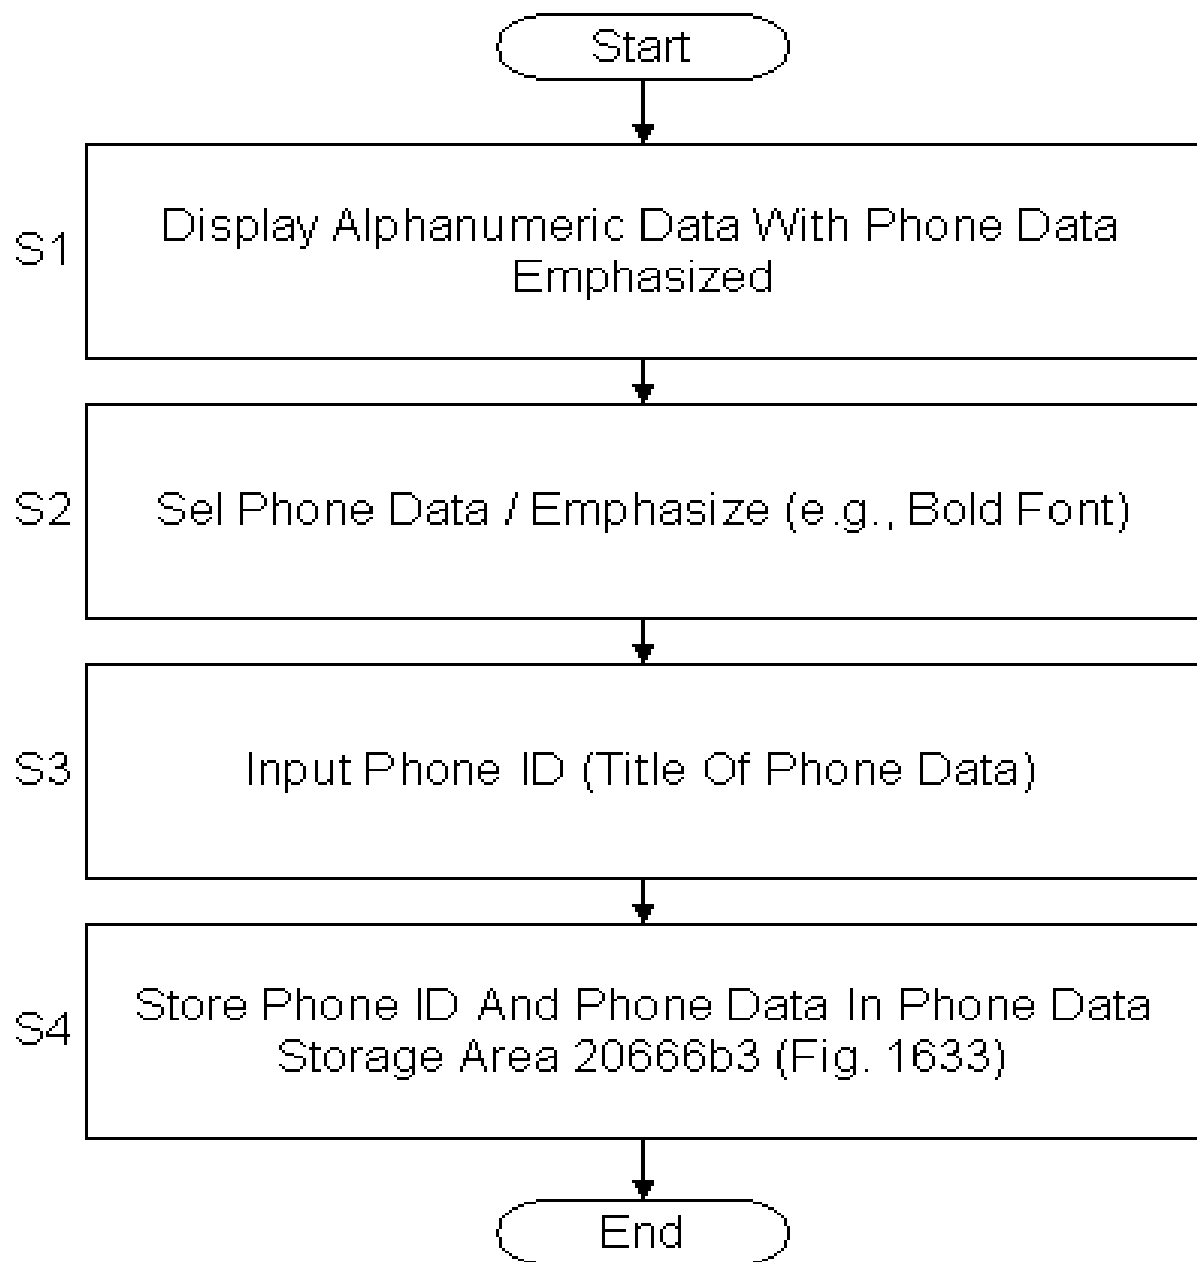 Start
S1
Display Alphanumeric Data With Phone Data
Emphasized
S2
Sel Phone Data / Emphasize (e.g., Bold Font)
S3
Input Phone ID (Title Of Phone Data)
S4
Store Phone ID And Phone Data In Phone Data
Storage Area 20666b3 (Fig. 1633)
End